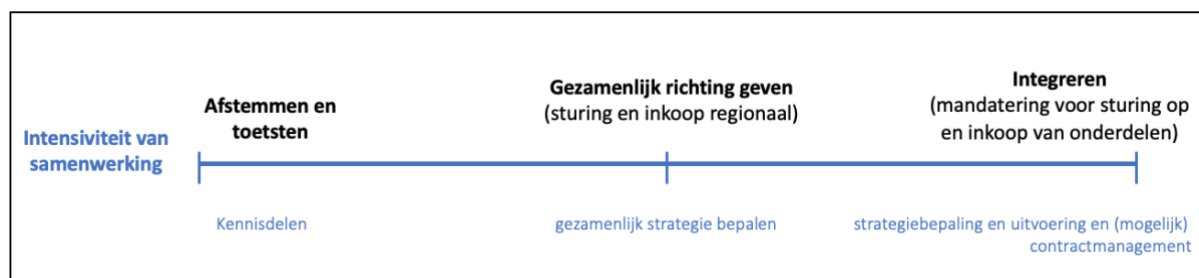 Intensiviteit van
samenwerking
Afstemmen en
toetsten
Gezamenlijk richting geven
(sturing en inkoop regionaal)
Integreren
(mandatering voor sturing op
en inkoop van onderdelen)
Kennisdelen
gezamenlijk strategie bepalen
strategiebepaling en uitvoering en (mogelijk)
contractmanagement